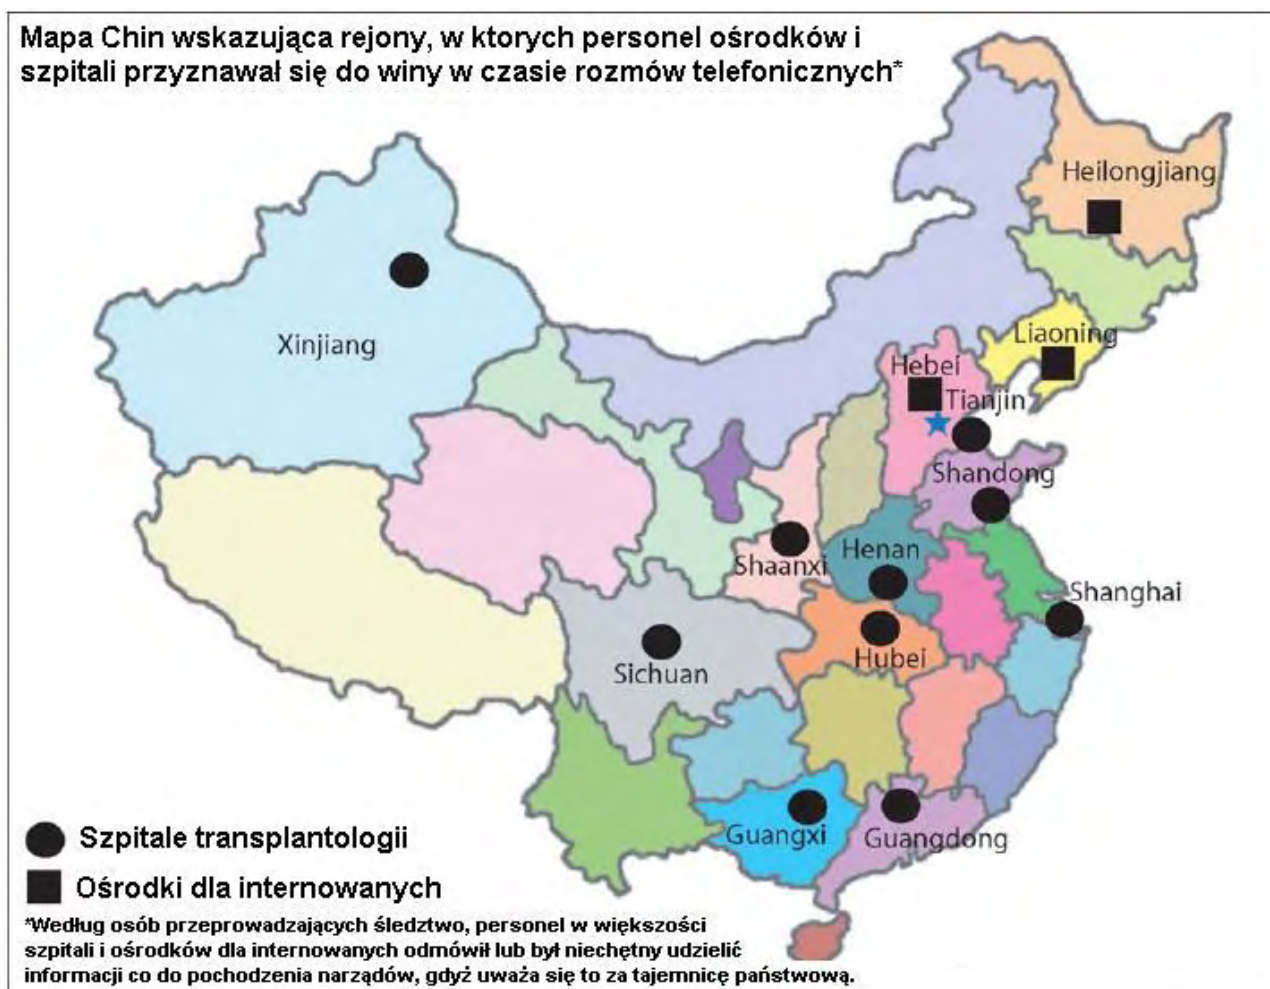 Mapa Chin wskazująca rejony, w ktorych personel ośrodków i
szpitali przyznawał się do winy w czasie rozmów telefonicznych*
Heilongjiang
Liaoning
Xinjiang
Hebei
Tianjin
Shandong
Henan
Shaanxi
Shanghai
Hubei
Sichuan
Guangxi
Guangdong
Szpitale transplantologii
Ośrodki dla internowanych
*Według osób przeprowadzających śledztwo, personel w większości
szpitali i ośrodków dla internowanych odmówił lub był niechętny udzielić
informacji co do pochodzenia narządów, gdyż uważa się to za tajemnicę państwową.